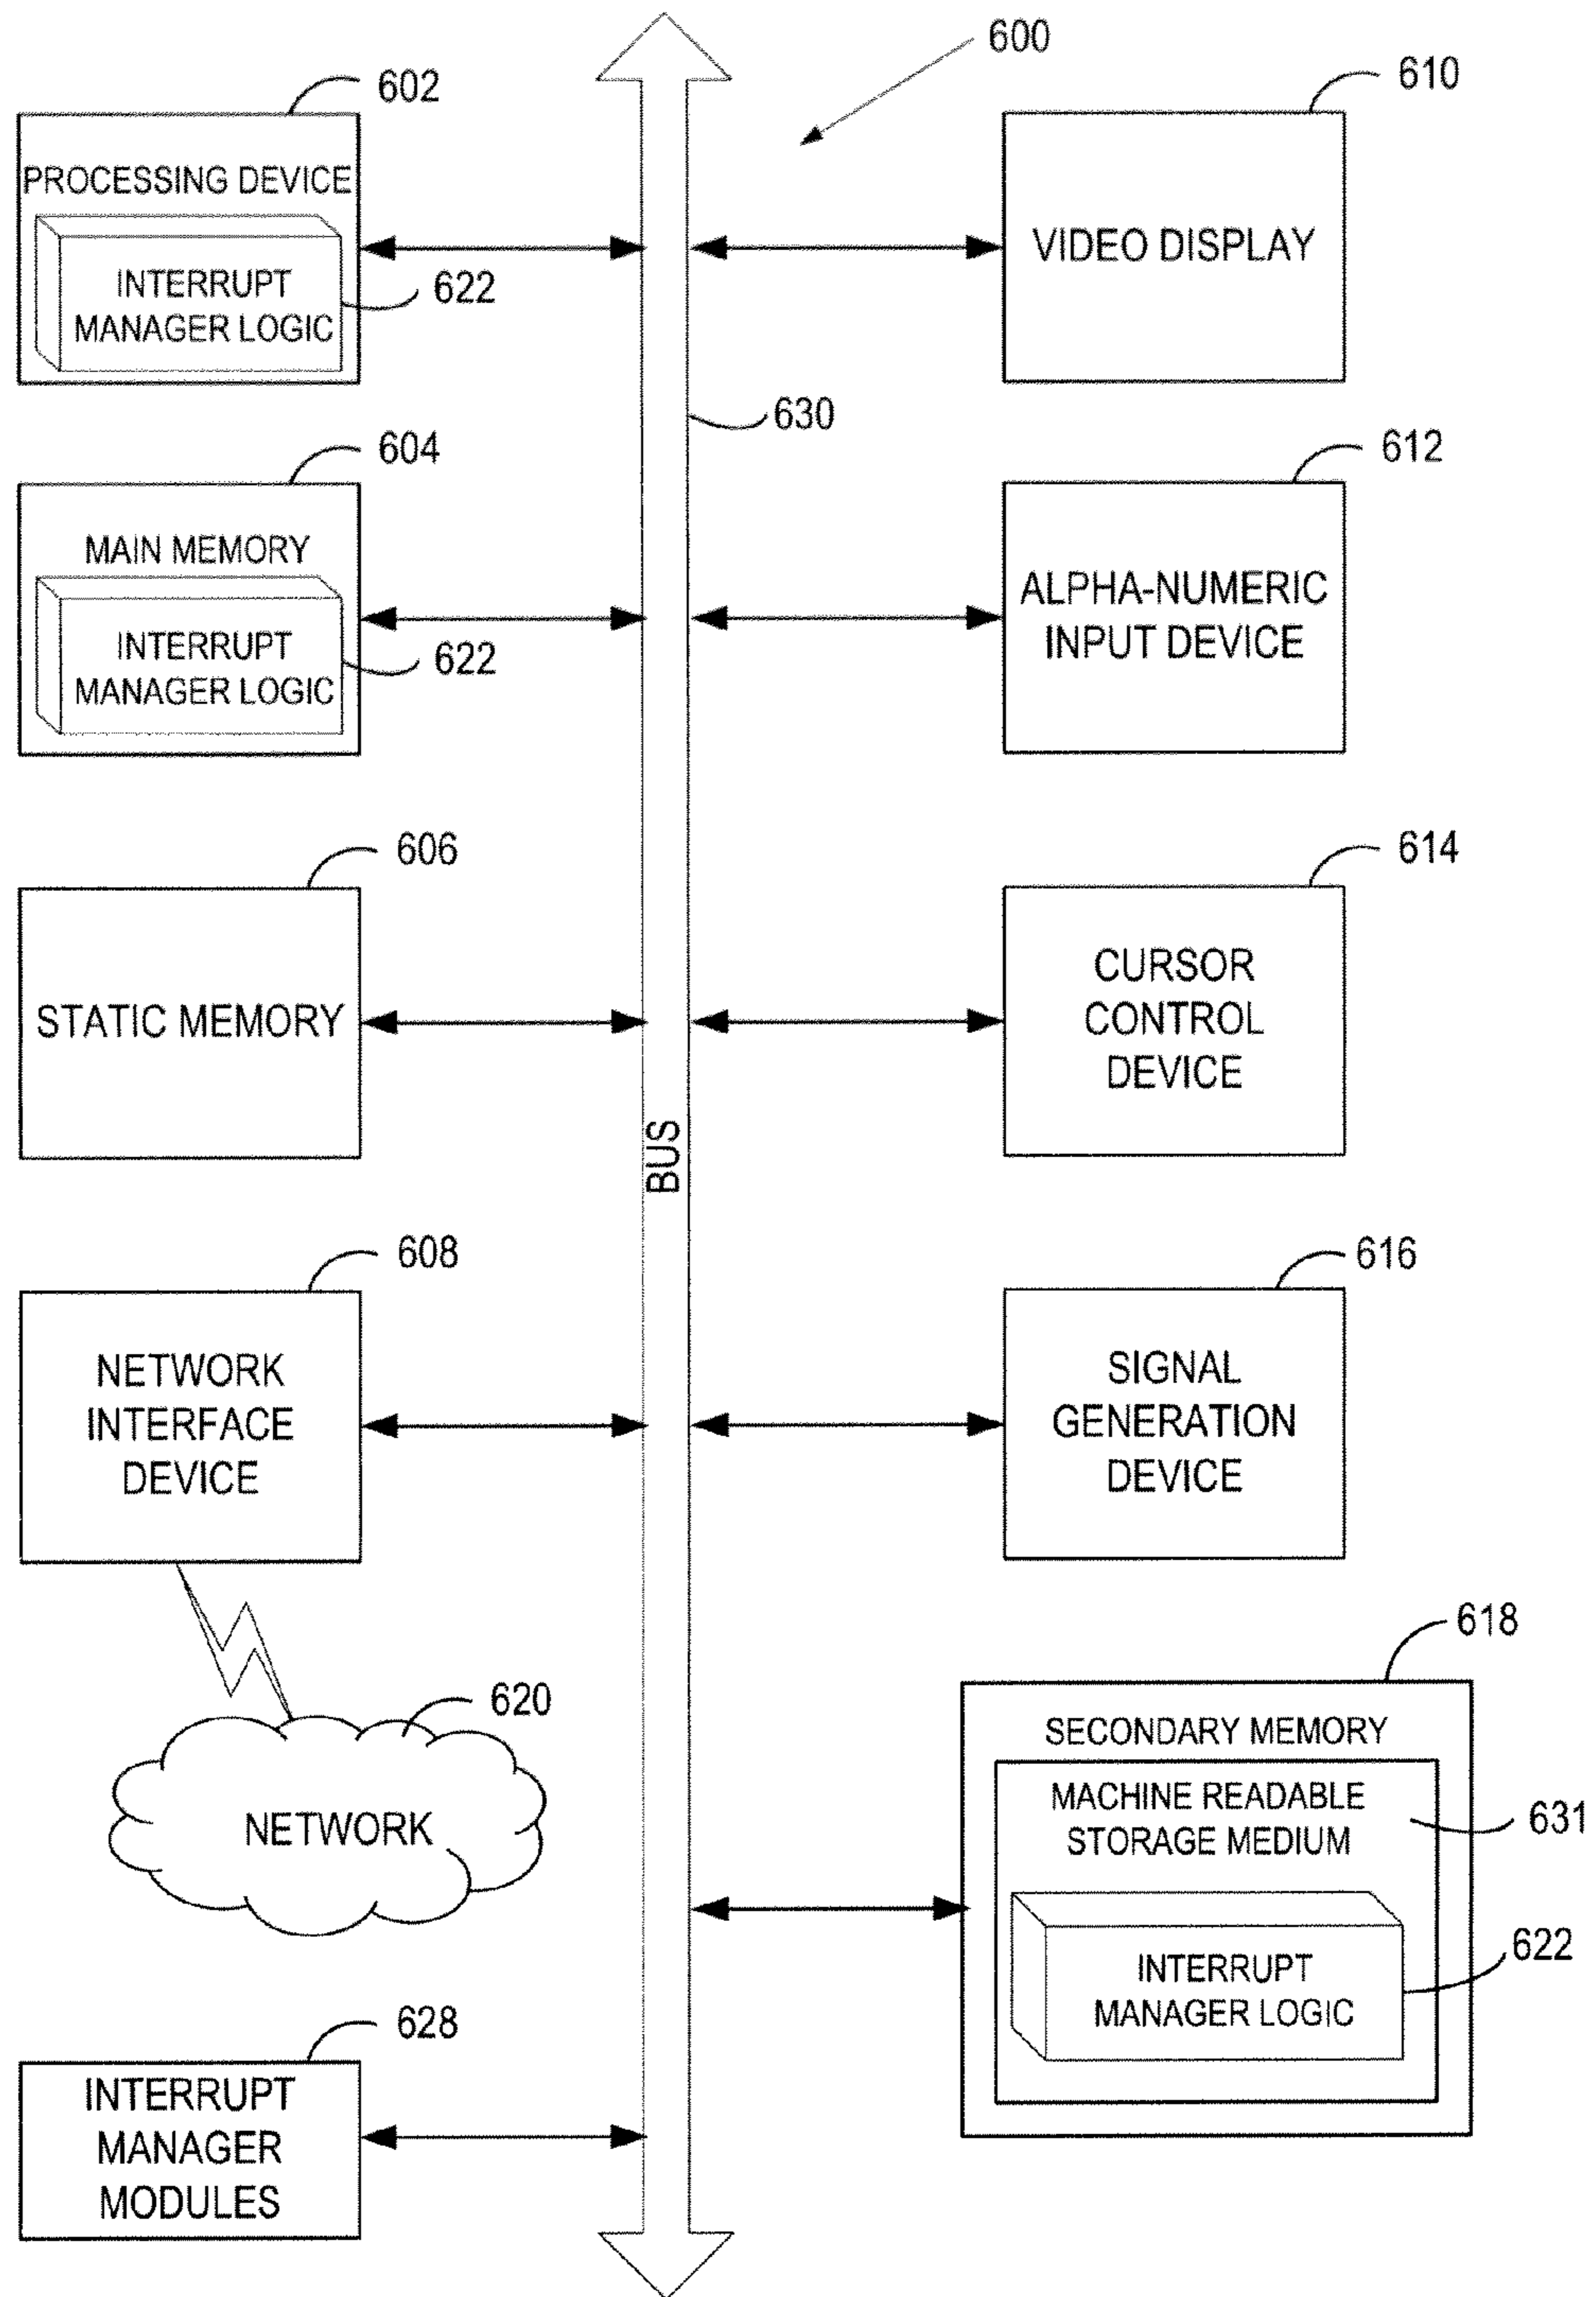 600
602
PROCESSING DEVICE
INTERRUPT
MANAGER LOGIC
622
610
VIDEO DISPLAY
630
604
MAIN MEMORY
INTERRUPT
MANAGER LOGIC
622
612
ALPHA-NUMERIC
INPUT DEVICE
606
STATIC MEMORY
614
CURSOR
CONTROL
DEVICE
BUS
608
NETWORK
INTERFACE
DEVICE
616
SIGNAL
GENERATION
DEVICE
620
NETWORK
618
SECONDARY MEMORY
MACHINE READABLE
STORAGE MEDIUM
631
INTERRUPT
MANAGER LOGIC
622
628
INTERRUPT
MANAGER
MODULES